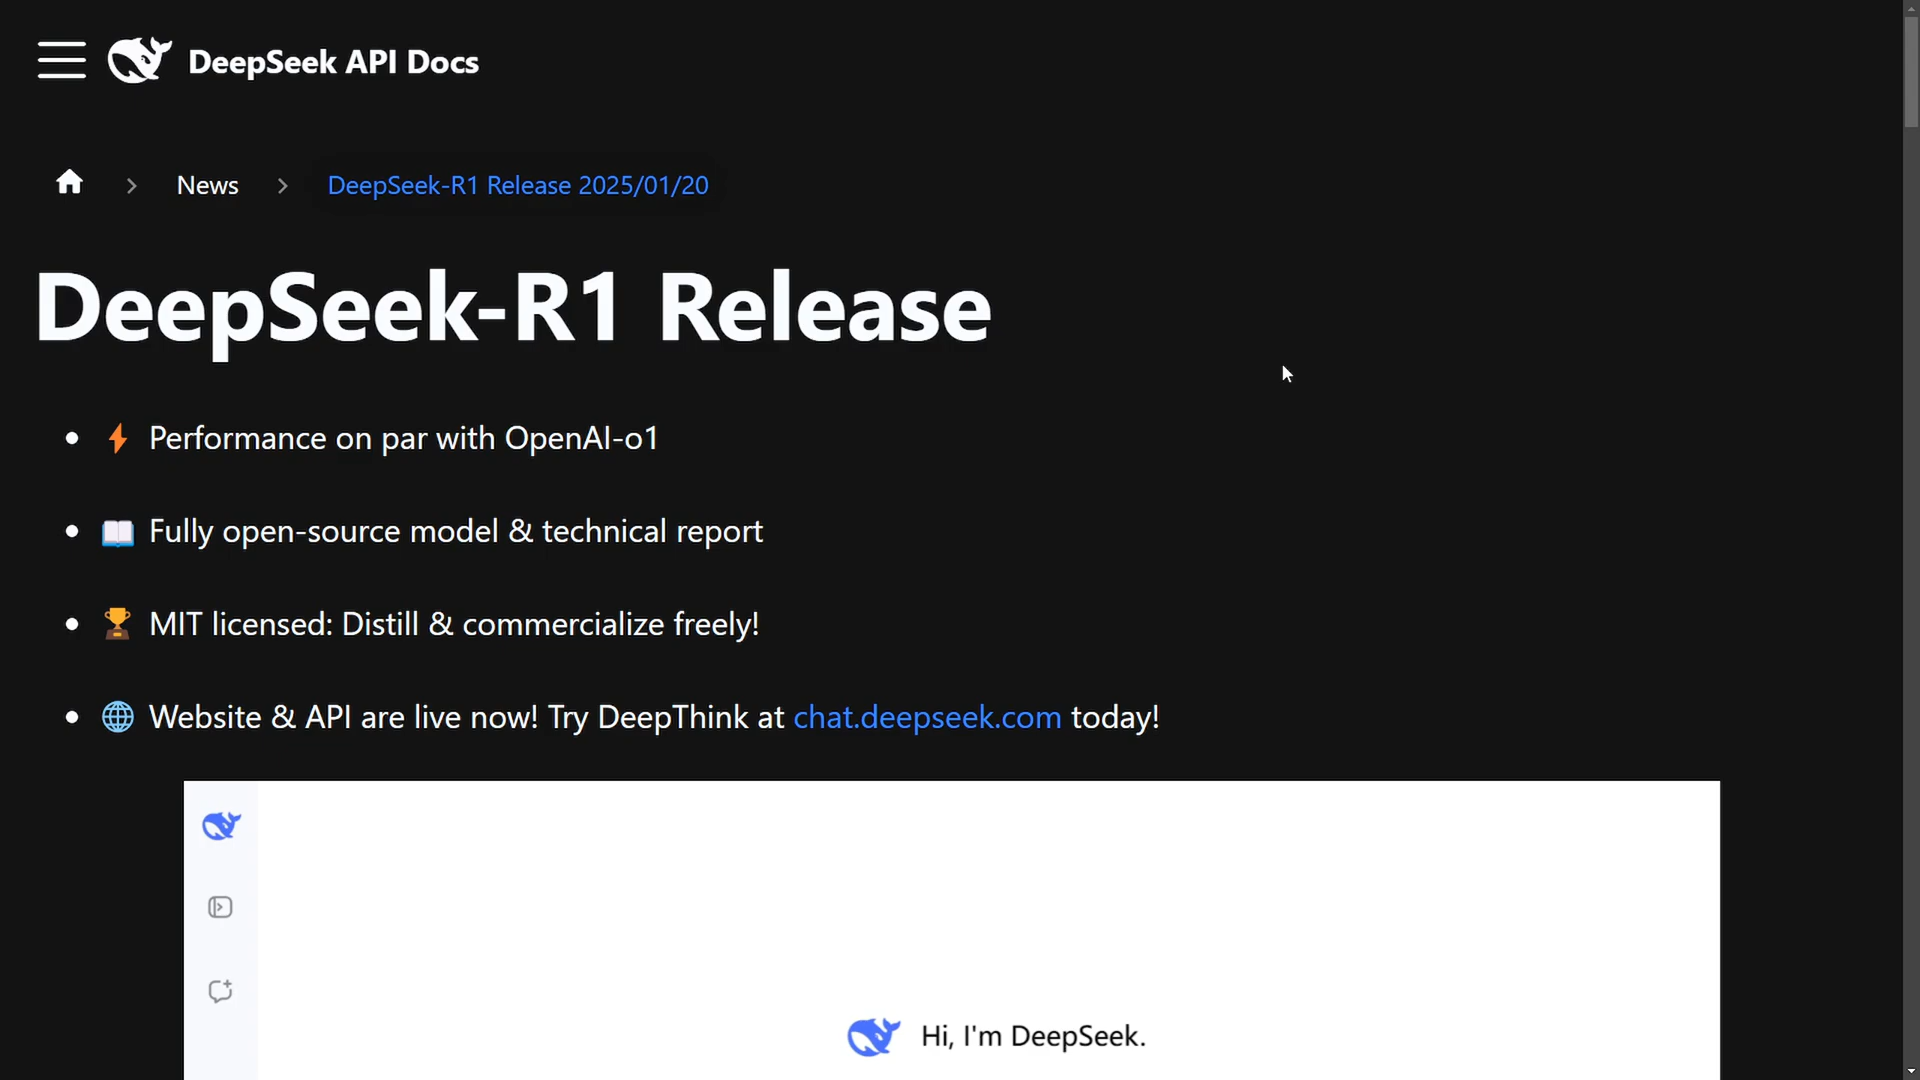 DeepSeek API Docs
News
DeepSeek-R1 Release 2025/01/20
DeepSeek-R1 Release
Performance on par with OpenAI-o1
Fully open-source model & technical report
MIT licensed: Distill & commercialize freely!
Website & API are live now! Try DeepThink at chat.deepseek.com today!
Hi, I'm DeepSeek.